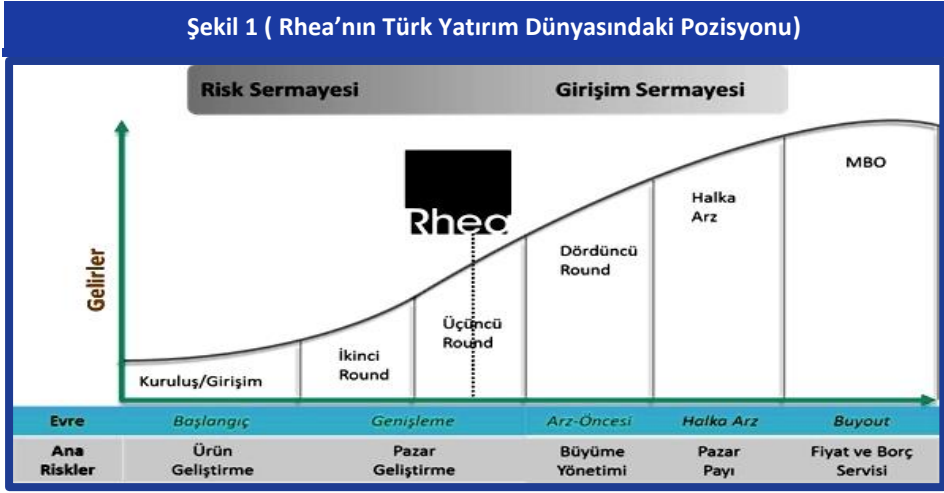 Şekil 1 ( Rhea’nın Türk Yatırım Dünyasındaki Pozisyonu)
Risk Sermayesi Girişim Sermayesi
Rhea
MBO
Halka
Arz
Dördüncü
Round
Gelirler
Üçüncü
Round
İkinci
Round
Kuruluş/Girişim
Evre Başlangıç Genişleme Arz-Öncesi Halka Arz Buyout
Ana
Riskler
Ürün
Geliştirme
Pazar
Geliştirme
Büyüme
Yönetimi
Pazar
Payı
Fiyat ve Borç
Servisi